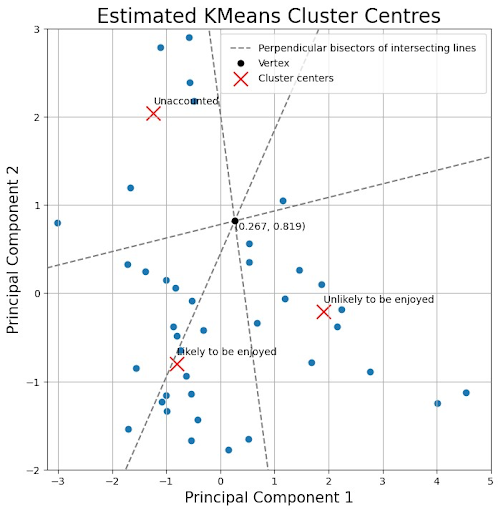 Estimated KMeans Cluster Centres
Perpendicular bisectors of intersecting lines
Vertex
Cluster centers
Unaccounted
(0.267, 0.819)
Unlikely to be enjoyed
Likely to be enjoyed
Principal Component 2
3
2
1
0
−1
−2
−3
−2
−1
0
1
2
3
4
5
Principal Component 1